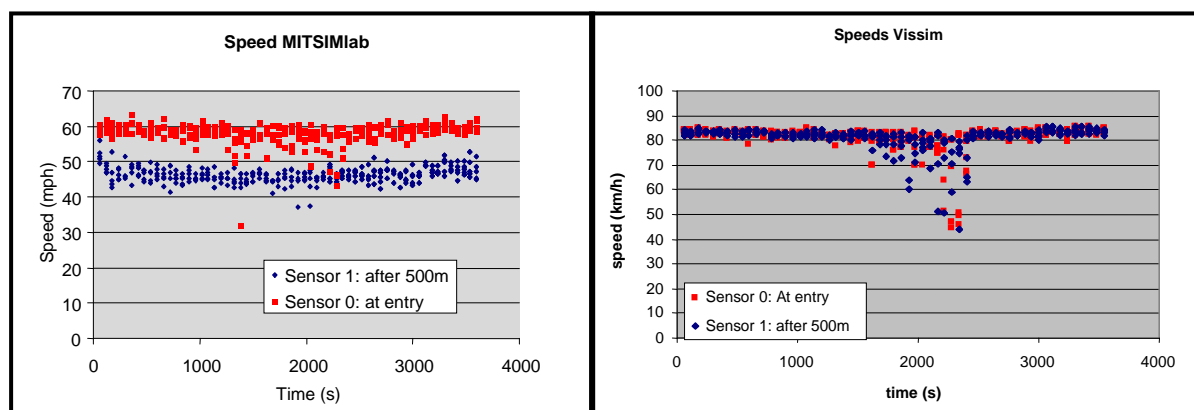 Speed MITSIMlab
70
60
50
40
30
20
10
0
Speed (mph)
Sensor 1: after 500m
Sensor 0: at entry
0 1000 2000 3000 4000
Time (s)
Speeds Vissim
100
90
80
70
60
50
40
30
20
10
0
speed (km/h)
Sensor 0: At entry
Sensor 1: after 500m
0 1000 2000 3000 4000
time (s)